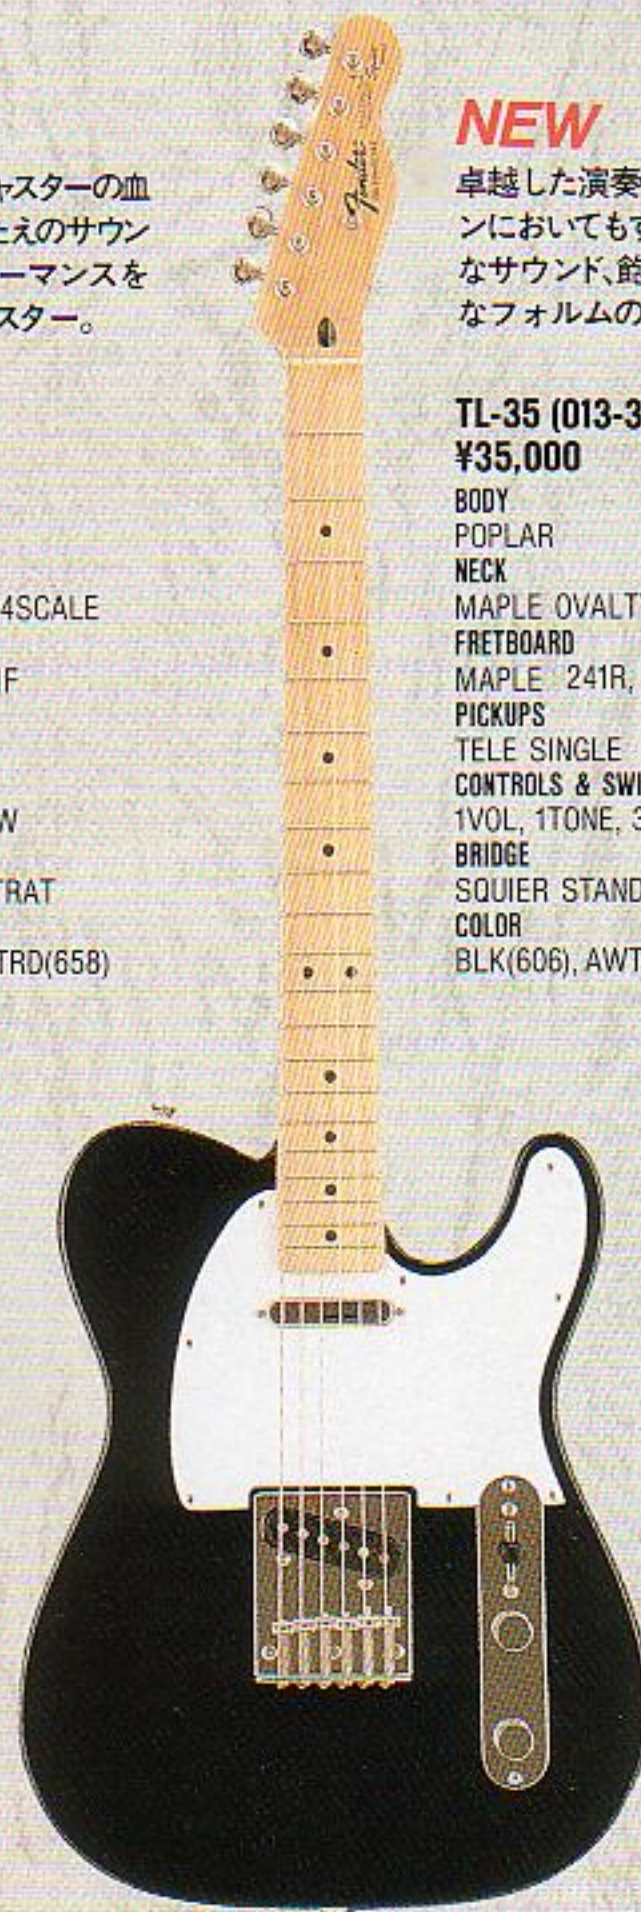 ャスターの血
たえのサウン
ーマンスを
スター。
4SCALE
F
W
TRAT
TRD(658)
Fender
NEW
卓越した演奏
ンにおいてもす
なサウンド、飾
なフォルムの
TL-35 (013-3
¥35,000
BODY
POPLAR
NECK
MAPLE OVALT
FRETBOARD
MAPLE 241R,
PICKUPS
TELE SINGLE
CONTROLS & SWI
1VOL, 1TONE, 3
BRIDGE
SQUIER STAND
COLOR
BLK(606), AWT